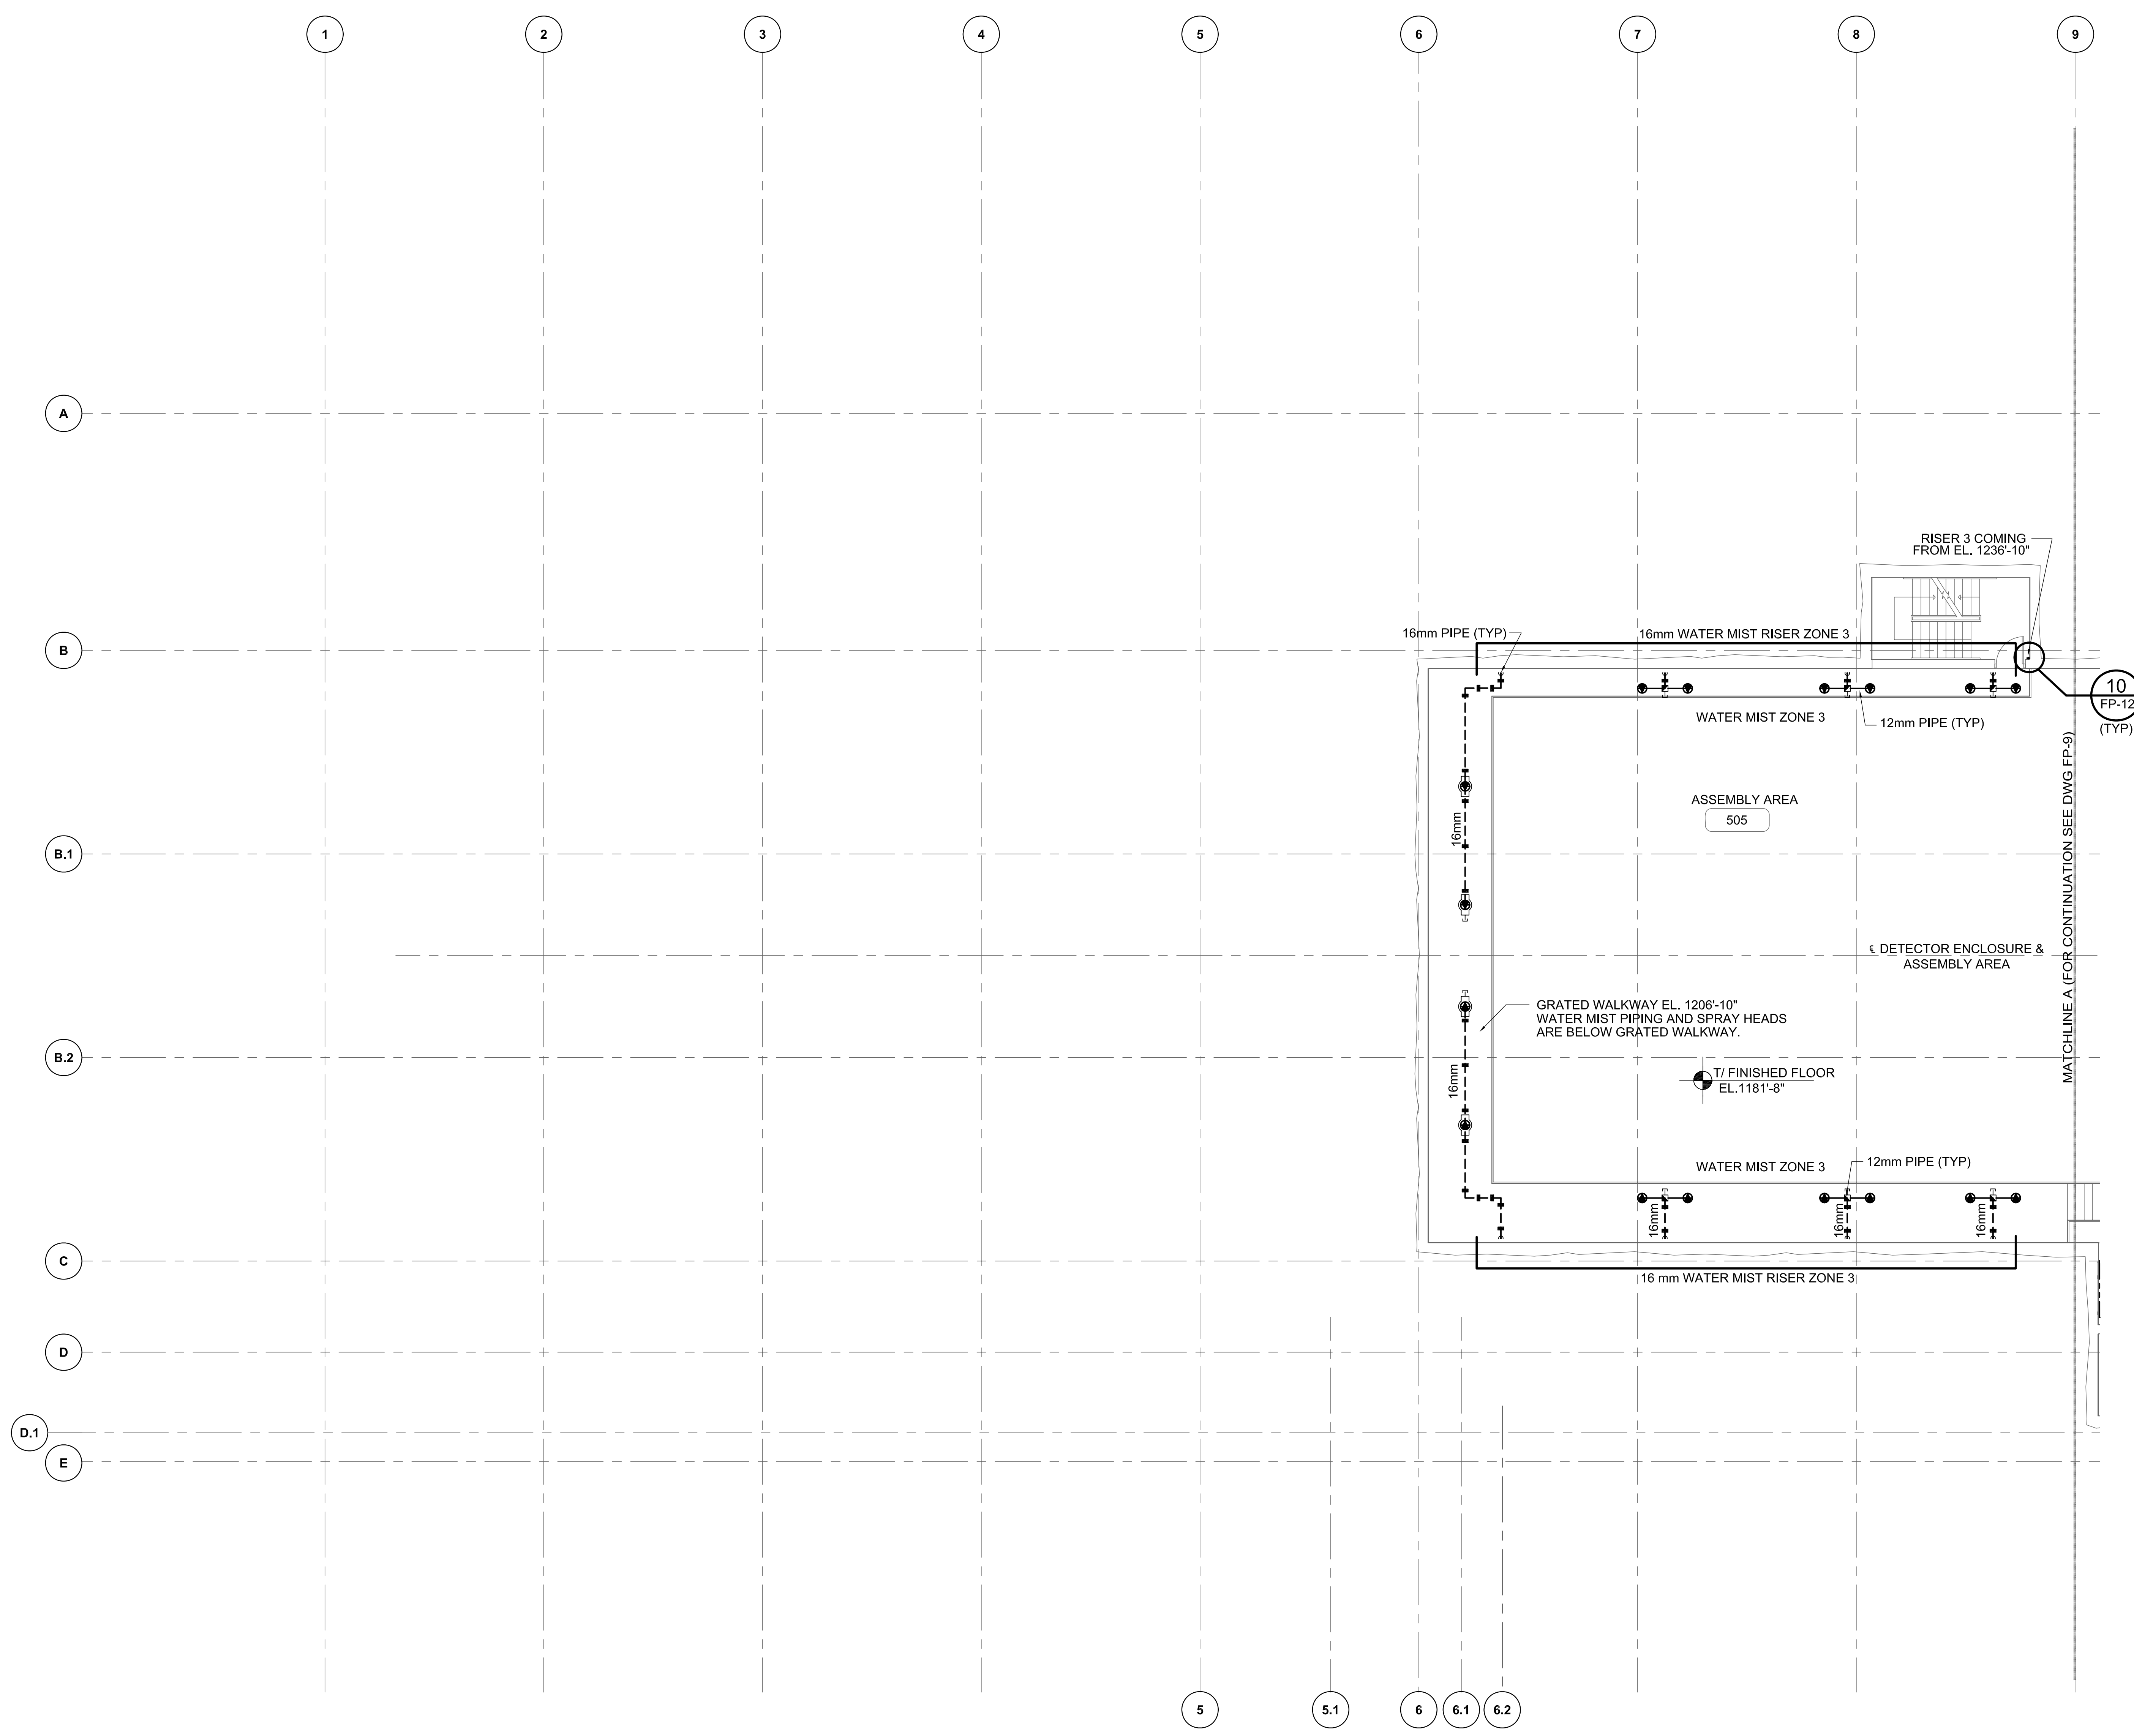 1
2
3
4
5
6
7
8
9
A
RISER 3 COMING
FROM EL. 1236'-10"
16mm PIPE (TYP)
16mm WATER MIST RISER ZONE 3
B
10
FP-12
(TYP)
WATER MIST ZONE 3
12mm PIPE (TYP)
ASSEMBLY AREA
505
16mm
B.1
MATCHLINE A (FOR CONTINUATION SEE DWG FP-9)
℄ DETECTOR ENCLOSURE &
ASSEMBLY AREA
GRATED WALKWAY EL. 1206'-10"
WATER MIST PIPING AND SPRAY HEADS
ARE BELOW GRATED WALKWAY.
B.2
16mm
T/ FINISHED FLOOR
EL.1181'-8"
WATER MIST ZONE 3
12mm PIPE (TYP)
16mm
16mm
16mm
C
16 mm WATER MIST RISER ZONE 3
D
D.1
E
5
5.1
6
6.1
6.2